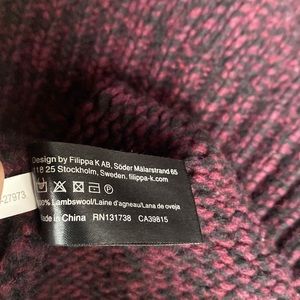 Design by Filippa K AB, Söder Mälarstrand 65
118 25 Stockholm,
Sweden. filippa-k.com
100% Lambswool/Laine d'agneau/Lana de oveja
Made in China RN131738 CA39815
-27973